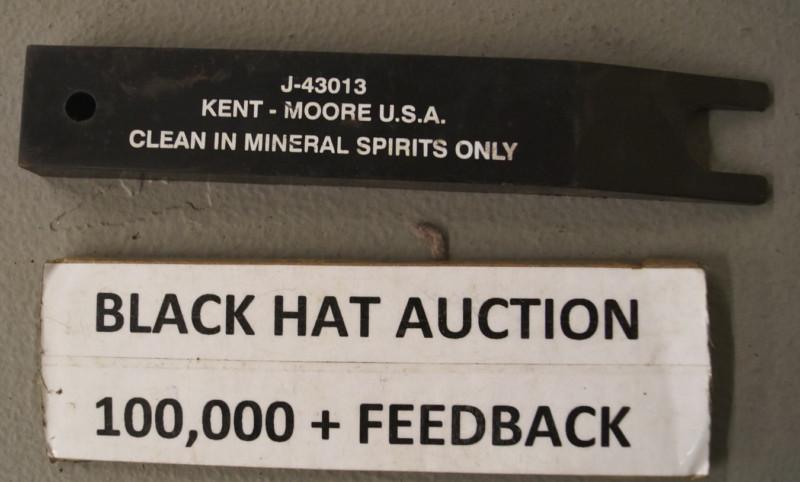 J-43013
KENT - MOORE U.S.A.
CLEAN IN MINERAL SPIRITS ONLY
BLACK HAT AUCTION
100,000 + FEEDBACK